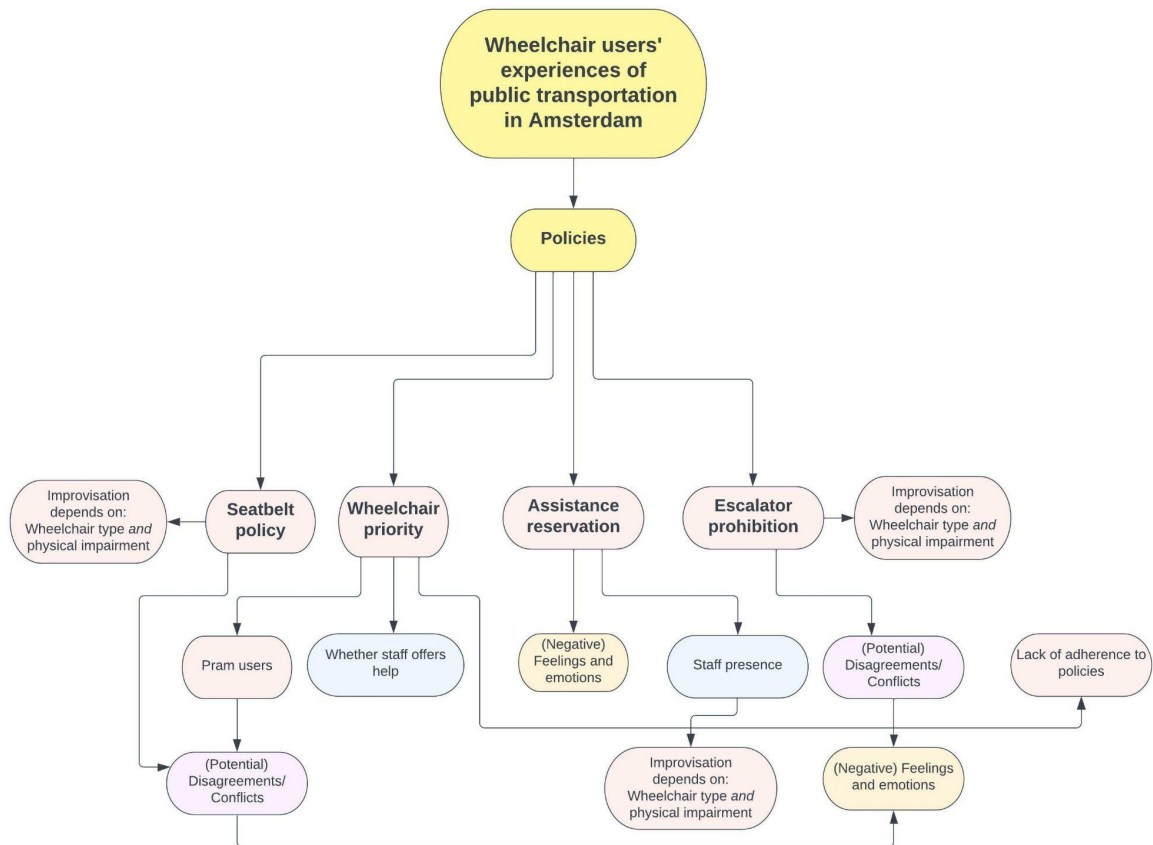 Wheelchair users'
experiences of
public transportation
in Amsterdam
Policies
Improvisation
depends on:
Wheelchair type and
physical impairment
Seatbelt
policy
Wheelchair
priority
Assistance
reservation
Escalator
prohibition
Improvisation
depends on:
Wheelchair type and
physical impairment
Pram users
Whether staff offers
help
(Negative)
Feelings and
emotions
Staff presence
(Potential)
Disagreements/
Conflicts
Lack of adherence to
policies
(Potential)
Disagreements/
Conflicts
Improvisation
depends on:
Wheelchair type and
physical impairment
(Negative) Feelings
and emotions